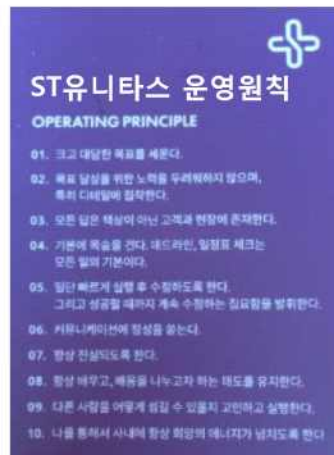 ST유니타스 운영원칙
OPERATING PRINCIPLE
01. 크고 대담한 목표를 세운다.
02. 목표 달성을 위한 노력을 두려워하지 않으며,
특히 디테일에 집착한다.
03. 모든 답은 책상이 아닌 고객과 현장에 존재한다.
04. 기본에 목숨을 건다. 데드라인, 일정표 체크는
모든 일의 기본이다.
05. 일단 빠르게 실행 후 수정하도록 한다.
그리고 성공할 때까지 계속 수정하는 집요함을 발휘한다.
06. 커뮤니케이션에 정성을 쏟는다.
07. 항상 진실되도록 한다.
08. 항상 배우고, 배움을 나누고자 하는 태도를 유지한다.
09. 다른 사람을 어떻게 섬길 수 있을지 고민하고 실행한다.
10. 나를 통해서 사내에 항상 희망의 에너지가 넘치도록 한다